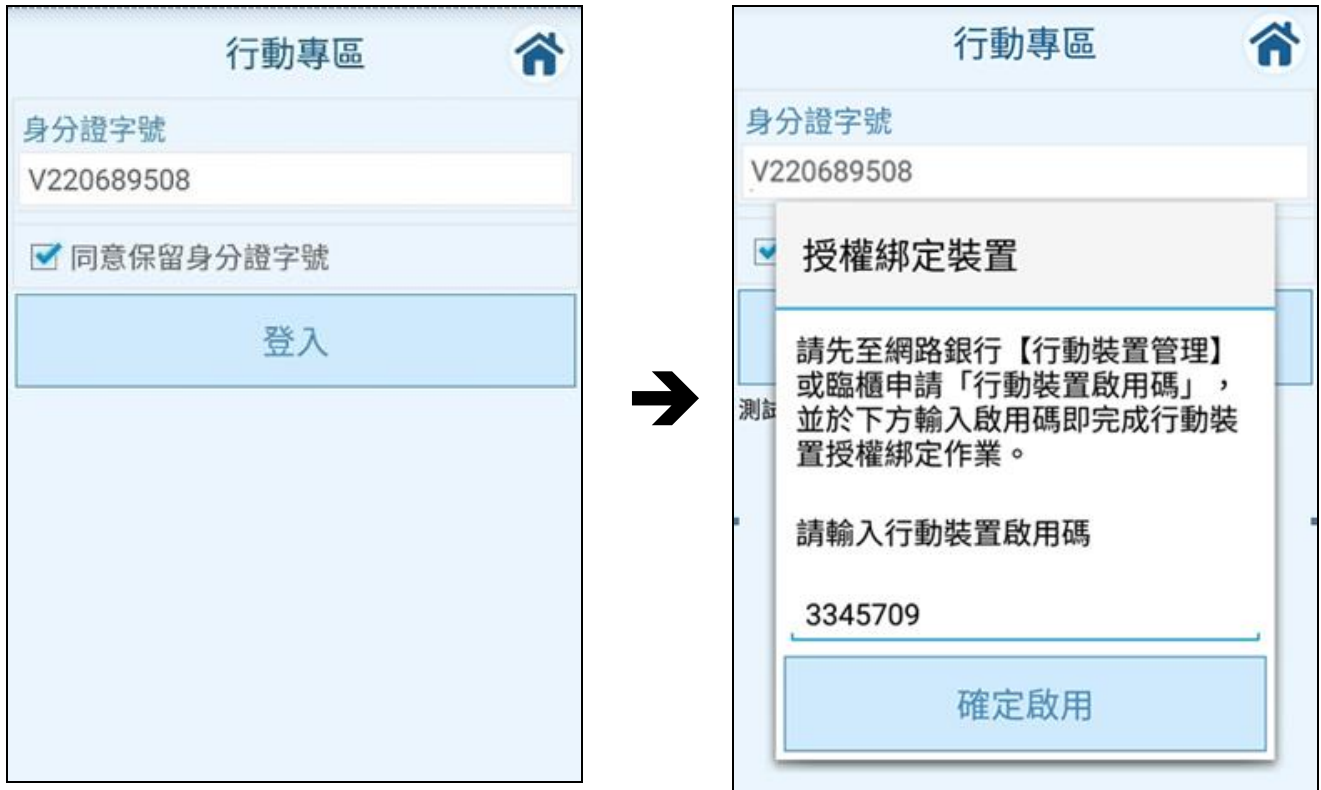 行動專區
身分證字號
V220689508
同意保留身分證字號
登入
行動專區
身分證字號
V220689508
授權綁定裝置
請先至網路銀行【行動裝置管理】
或臨櫃申請「行動裝置啟用碼」，
並於下方輸入啟用碼即完成行動裝
置授權綁定作業。
測試
請輸入行動裝置啟用碼
3345709
確定啟用